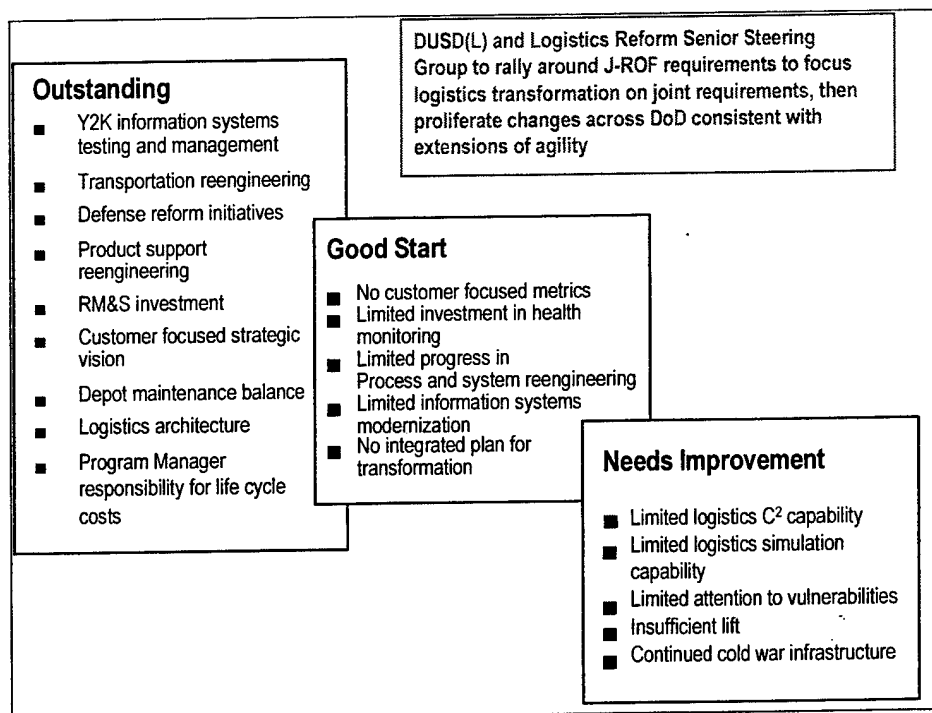 DUSD(L) and Logistics Reform Senior Steering
Group to rally around J-ROF requirements to focus
logistics transformation on joint requirements, then
proliferate changes across DoD consistent with
extensions of agility
Outstanding
■ Y2K information systems
testing and management
■ Transportation reengineering
■ Defense reform initiatives
■ Product support
reengineering
■ RM&S investment
■ Customer focused strategic
vision
■ Depot maintenance balance
■ Logistics architecture
■ Program Manager
responsibility for life cycle
costs
Good Start
■ No customer focused metrics
■ Limited investment in health
monitoring
■ Limited progress in
Process and system reengineering
■ Limited information systems
modernization
■ No integrated plan for
transformation
Needs Improvement
■ Limited logistics C² capability
■ Limited logistics simulation
capability
■ Limited attention to vulnerabilities
■ Insufficient lift
■ Continued cold war infrastructure